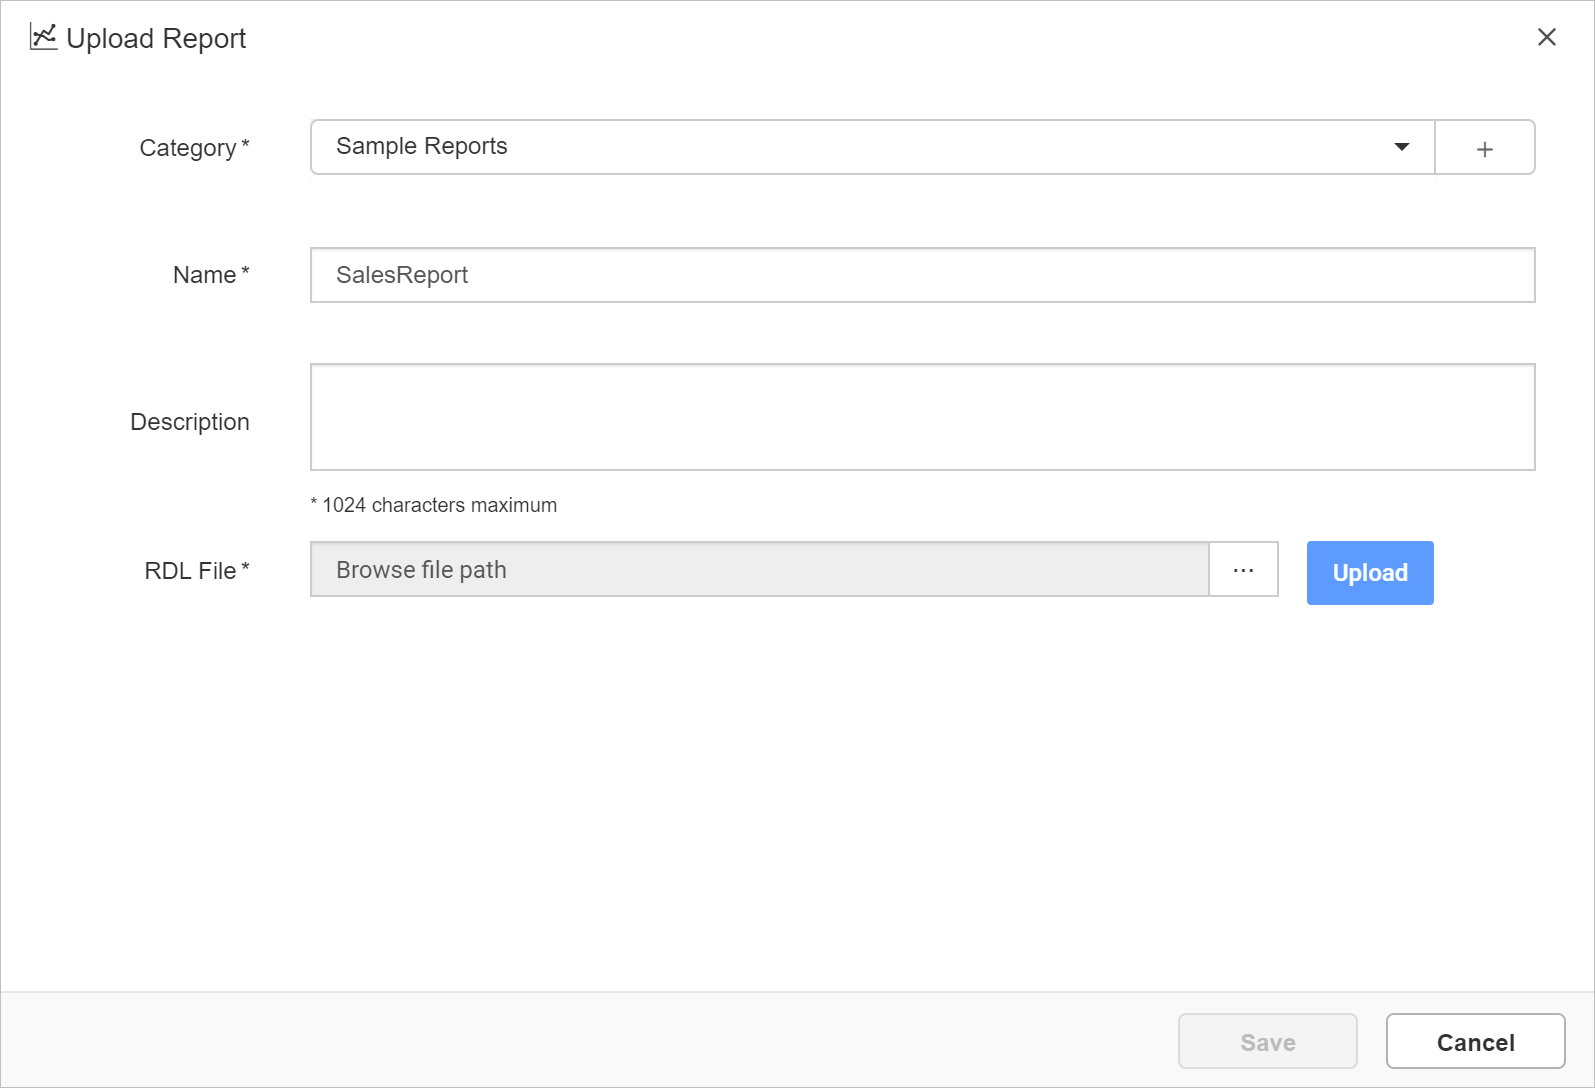 Upload Report
Category *
Sample Reports
+
Name *
SalesReport
Description
* 1024 characters maximum
RDL File *
Browse file path
...
Upload
Save
Cancel